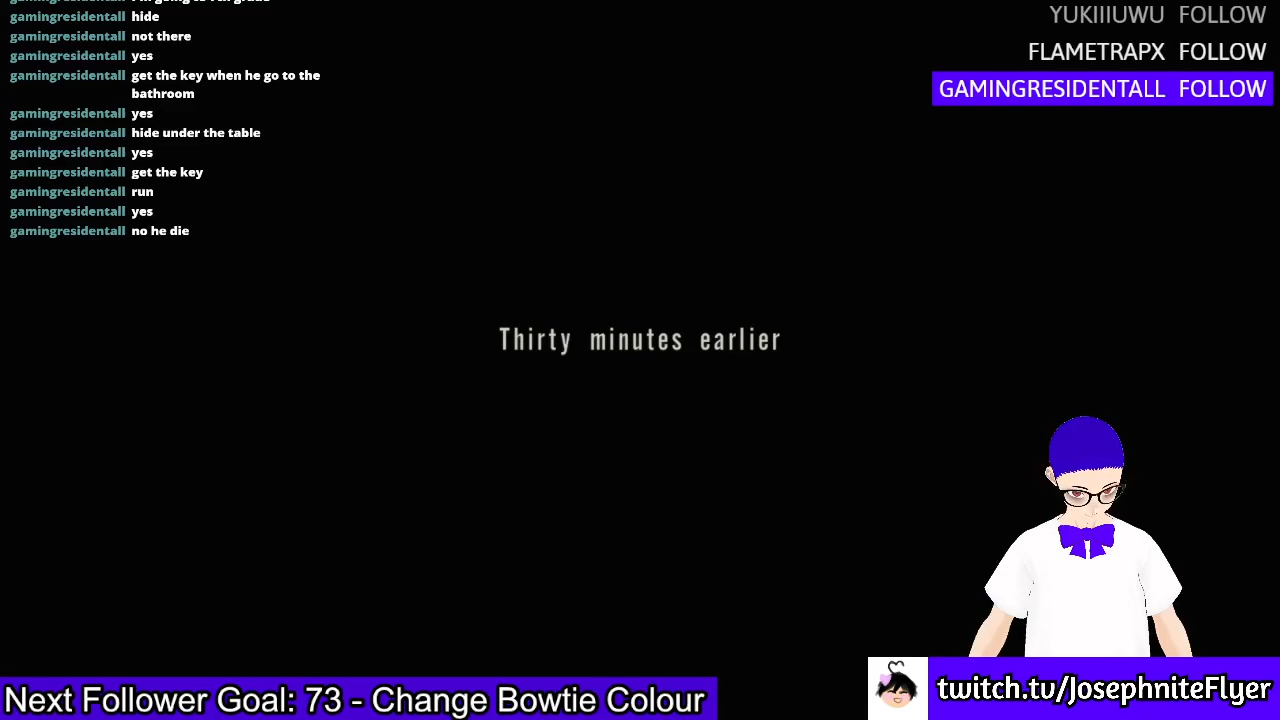 gamingresidentall hide
gamingresidentall not there
gamingresidentall yes
gamingresidentall get the key when he go to the
bathroom
gamingresidentall yes
gamingresidentall hide under the table
gamingresidentall yes
gamingresidentall get the key
gamingresidentall run
gamingresidentall yes
gamingresidentall no he die
YUKIIIUWU FOLLOW
FLAMETRAPX FOLLOW
GAMINGRESIDENTALL FOLLOW
Thirty minutes earlier
Next Follower Goal: 73 - Change Bowtie Colour
twitch.tv/JosephniteFlyer